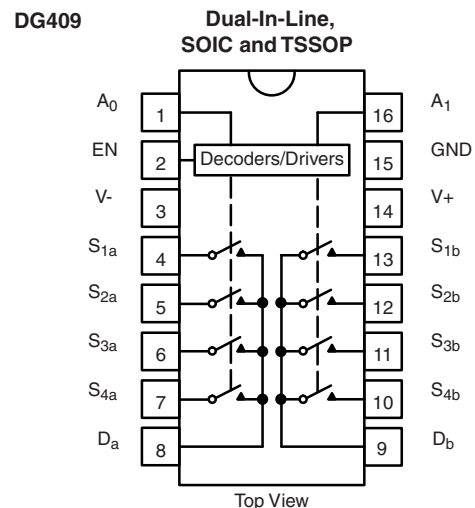 DG409
Dual-In-Line,
SOIC and TSSOP
A0 1 16 A1
EN 2 Decoders/Drivers 15 GND
V- 3 14 V+
S1a 4 13 S1b
S2a 5 12 S2b
S3a 6 11 S3b
S4a 7 10 S4b
Da 8 9 Db
Top View